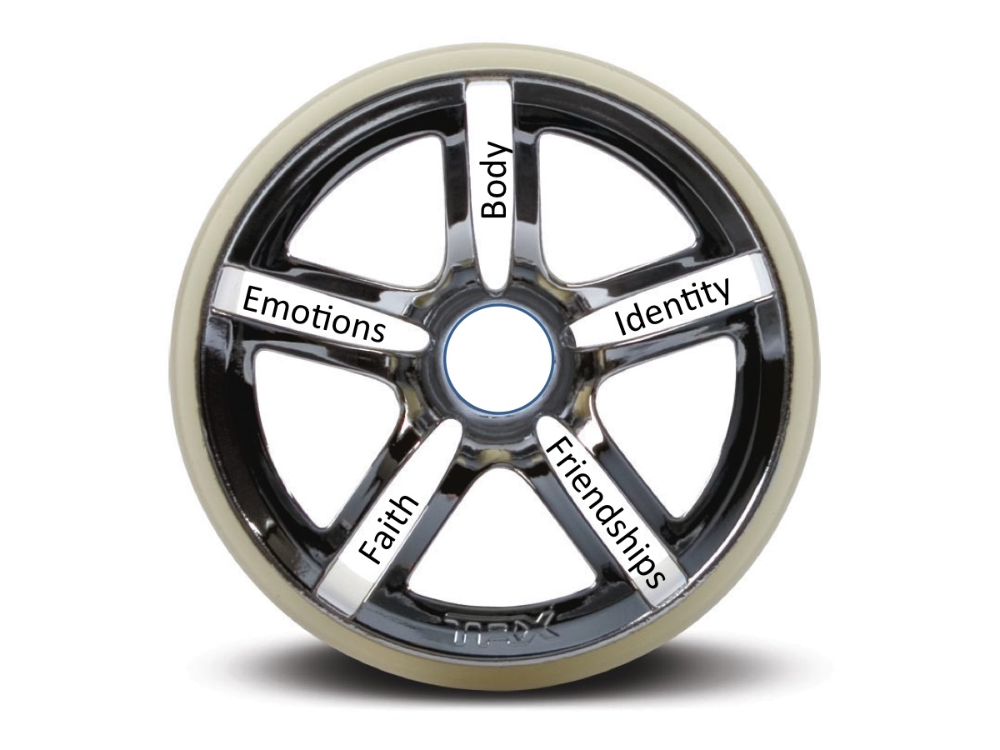 Body
Identity
Friendships
Faith
Emotions